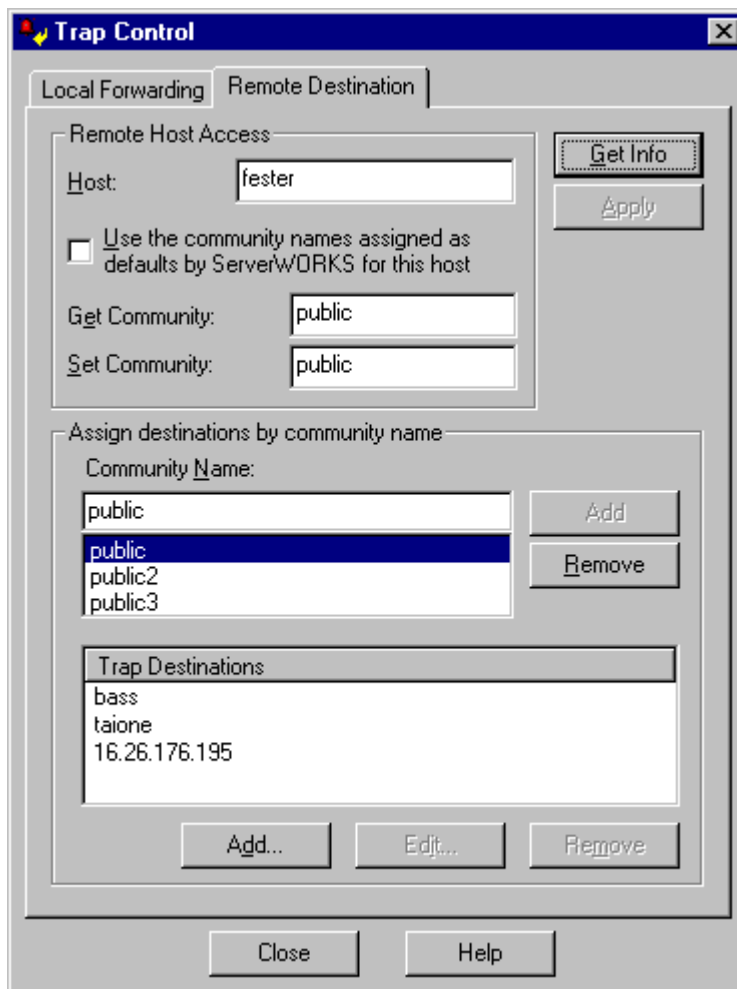 Trap Control
Local Forwarding
Remote Destination
Remote Host Access
Host:
fester
Get Info
Apply
Use the community names assigned as
defaults by ServerWORKS for this host
Get Community:
public
Set Community:
public
Assign destinations by community name
Community Name:
public
Add
public
public2
public3
Remove
Trap Destinations
bass
taione
16.26.176.195
Add...
Edit...
Remove
Close
Help